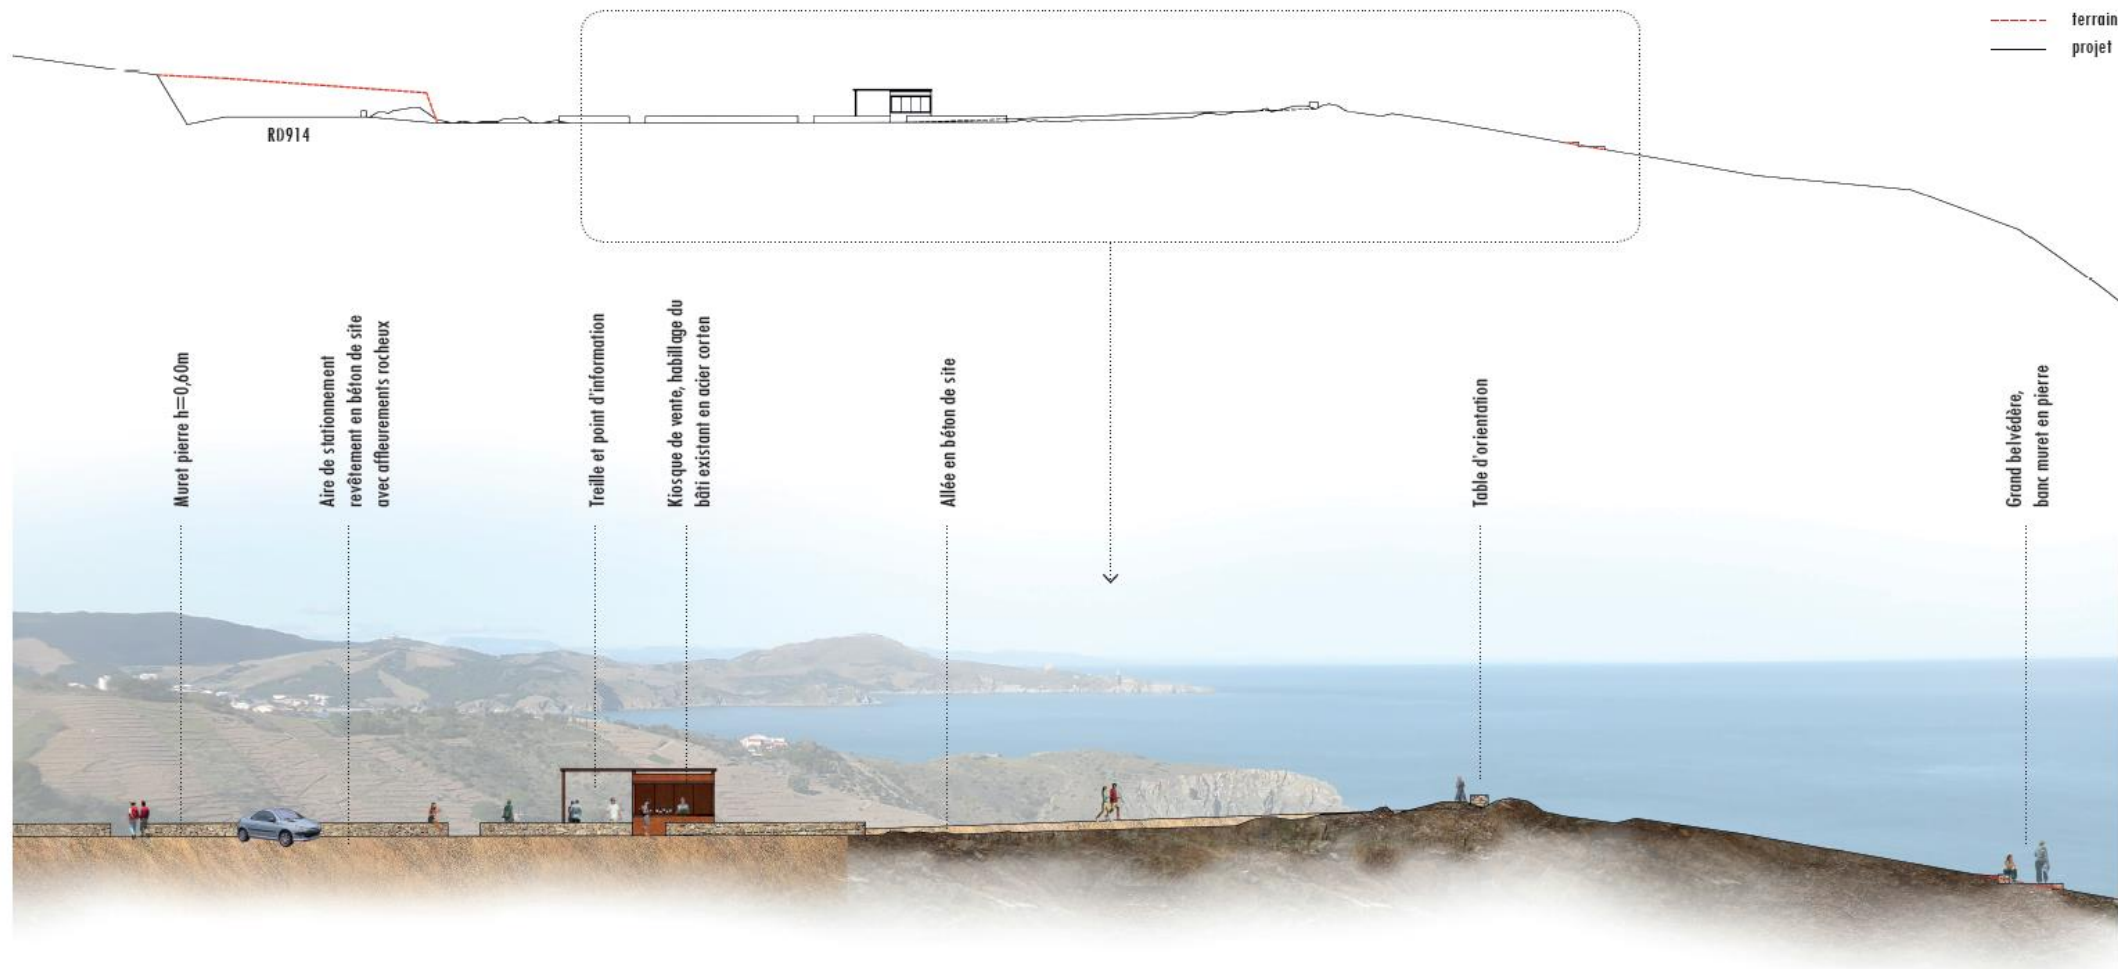 terrain
projet
RD914
Muret pierre h=0,60m
Aire de stationnement
revêtement en béton de site
avec affleurements rocheux
Treille et point d'information
Kiosque de vente, habillage du
bâti existant en acier corten
Allée en béton de site
Table d'orientation
Grand belvédère,
banc muret en pierre